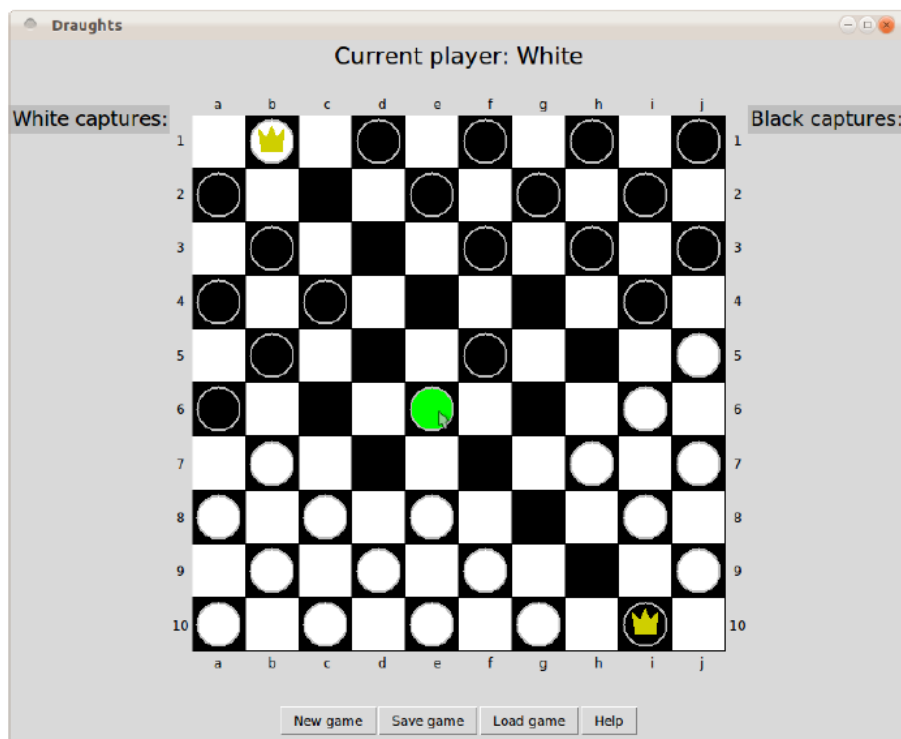 Draughts
Current player: White
White captures:
Black captures:
a b c d e f g h i j
1 1
2 2
3 3
4 4
5 5
6 6
7 7
8 8
9 9
10 10
a b c d e f g h i j
New game Save game Load game Help